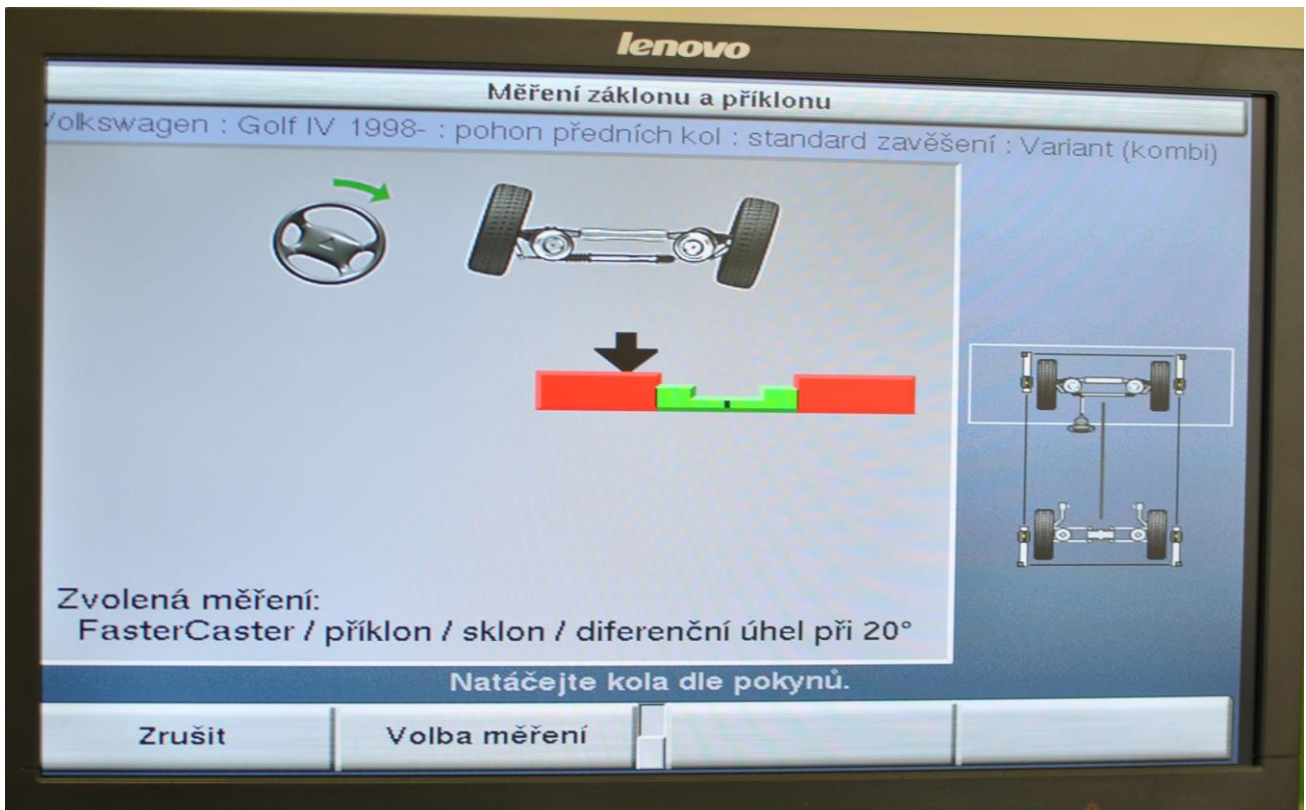 lenovo
Měření záklonu a příklonu
Volkswagen : Golf IV 1998- : pohon předních kol : standard zavěšení : Variant (kombi)
Zvolená měření:
FasterCaster / příklon / sklon / diferenční úhel při 20°
Natáčejte kola dle pokynů.
Zrušit
Volba měření